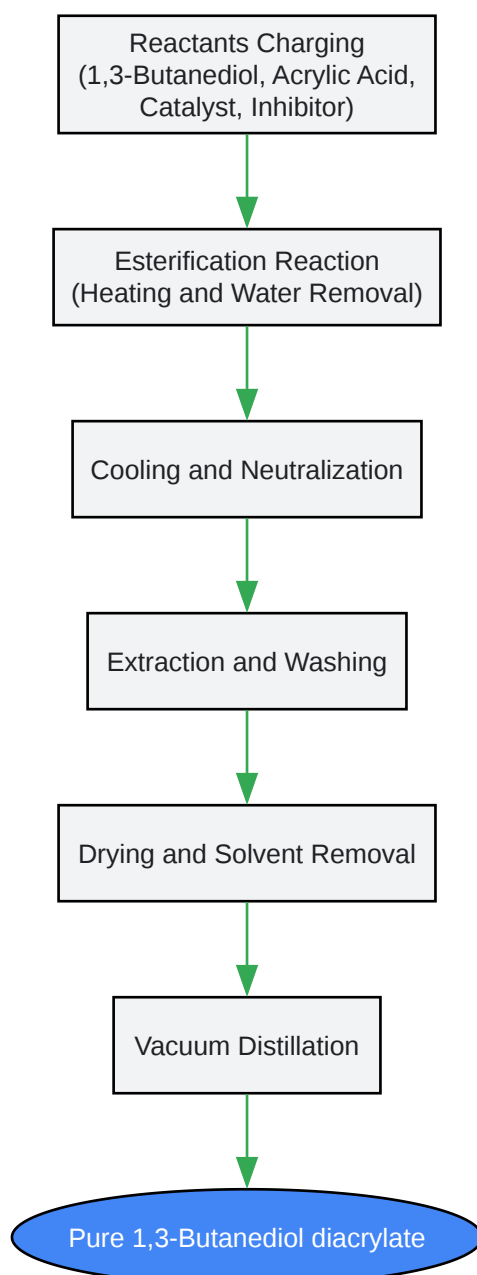 Reactants Charging
(1,3-Butanediol, Acrylic Acid,
Catalyst, Inhibitor)
Esterification Reaction
(Heating and Water Removal)
Cooling and Neutralization
Extraction and Washing
Drying and Solvent Removal
Vacuum Distillation
Pure 1,3-Butanediol diacrylate